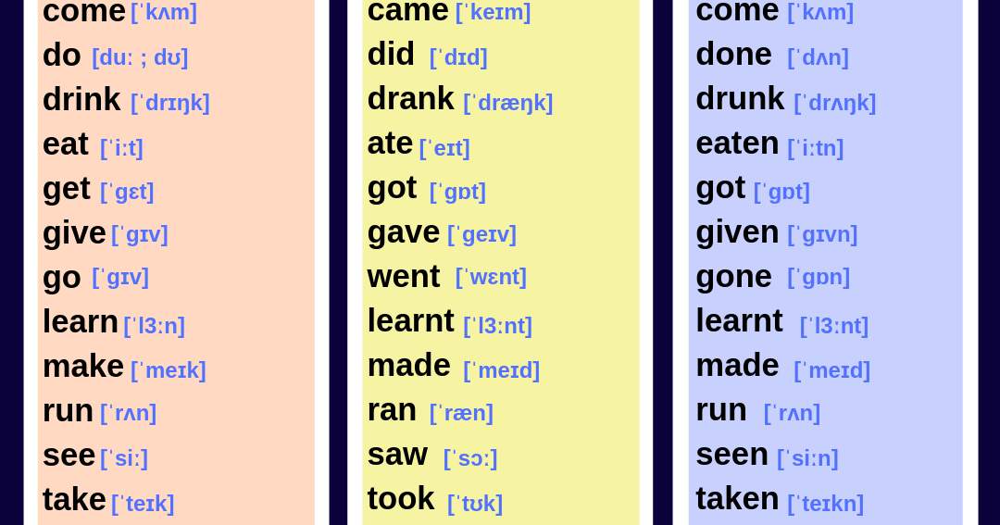 come [ˈkʌm] came [ˈkeɪm] come [ˈkʌm]
do [duː ; dʊ] did [ˈdɪd] done [ˈdʌn]
drink [ˈdrɪŋk] drank [ˈdræŋk] drunk [ˈdrʌŋk]
eat [ˈiːt] ate [ˈeɪt] eaten [ˈiːtn]
get [ˈgɛt] got [ˈgɒt] got [ˈgɒt]
give [ˈgɪv] gave [ˈgeɪv] given [ˈgɪvn]
go [ˈgɪv] went [ˈwɛnt] gone [ˈgɒn]
learn [ˈl3ːn] learnt [ˈl3ːnt] learnt [ˈl3ːnt]
make [ˈmeɪk] made [ˈmeɪd] made [ˈmeɪd]
run [ˈrʌn] ran [ˈræn] run [ˈrʌn]
see [ˈsiː] saw [ˈsɔː] seen [ˈsiːn]
take [ˈteɪk] took [ˈtʊk] taken [ˈteɪkn]